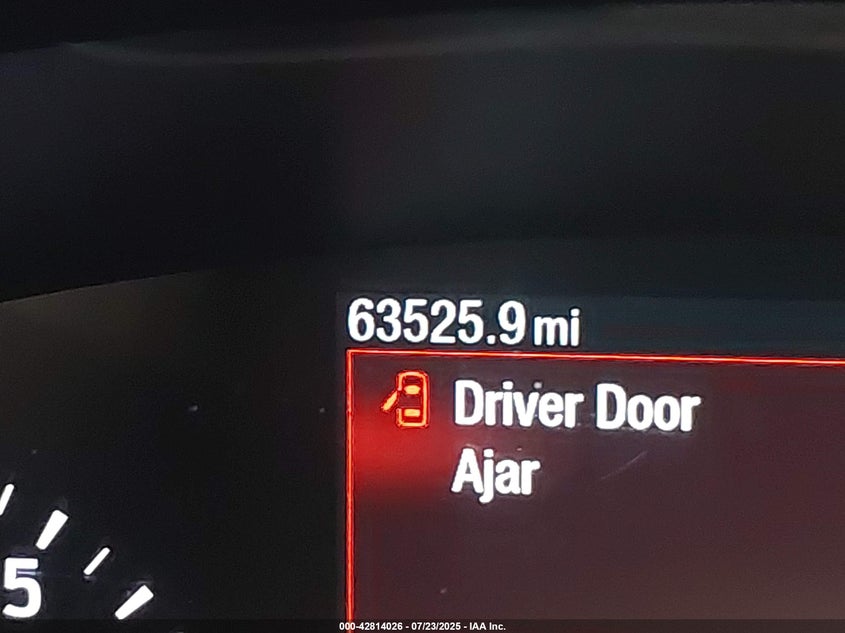 63525.9 mi
Driver Door
Ajar
5
000-42814026 - 07/23/2025 - IAA Inc.